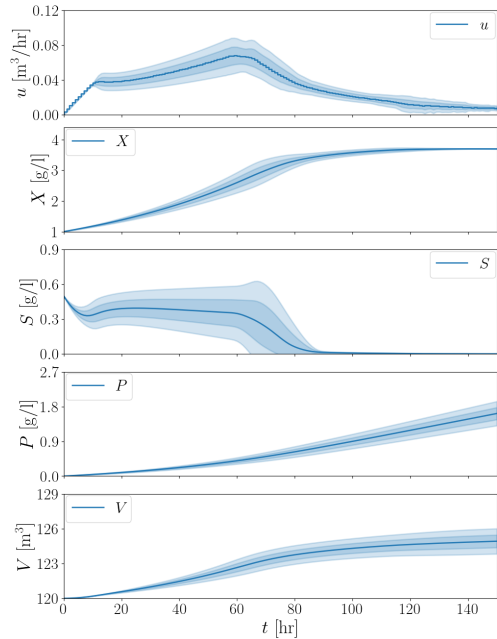 0.12
0.08
0.04
0.00
u [m³/hr]
u
4
3
2
1
X [g/l]
X
0.9
0.6
0.3
0.0
S [g/l]
S
2.7
1.8
0.9
0.0
P [g/l]
P
129
126
123
120
V [m³]
V
0 20 40 60 80 100 120 140
t [hr]